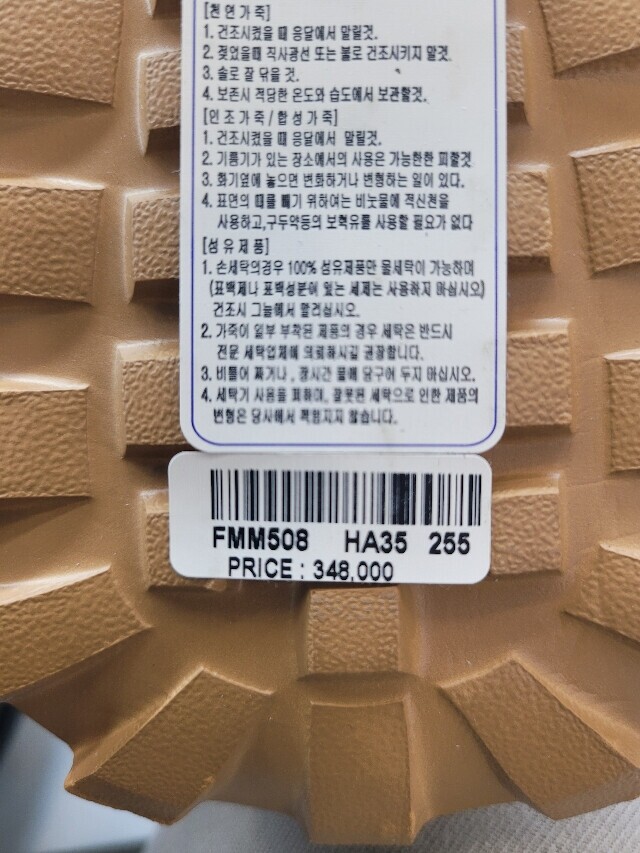 [천 연 가 죽]
1. 건조시켰을 때 응달에서 말릴것.
2. 젖었을때 직사광선 또는 불로 건조시키지 말것.
3. 솔로 잘 닦을 것.
4. 보존시 적당한 온도와 습도에서 보관할것.
[인 조 가 죽 / 합 성 가 죽]
1. 건조시켰을 때 응달에서 말릴것.
2. 기름기가 있는 장소에서의 사용은 가능한한 피할것
3. 화기옆에 놓으면 변화하거나 변형하는 일이 있다.
4. 표면의 때를 빼기 위하여는 비눗물에 적신천을
사용하고,구두약등의 보혁유를 사용할 필요가 없다
[섬 유 제 품]
1. 손세탁의경우 100% 섬유제품만 물세탁이 가능하며
(표백제나 표백성분이 있는 세제는 사용하지 마십시오)
건조시 그늘에서 말려십시오.
2. 가죽이 일부 부착된 제품의 경우 세탁은 반드시
전문 세탁업체에 의뢰하시길 권장합니다.
3. 비틀어 짜거나 , 장시간 물에 담구어 두지 마십시오.
4. 세탁기 사용을 피하며, 잘못된 세탁으로 인한 제품의
변형은 당사에서 책임지지 않습니다.
FMM508 HA35 255
PRICE : 348,000